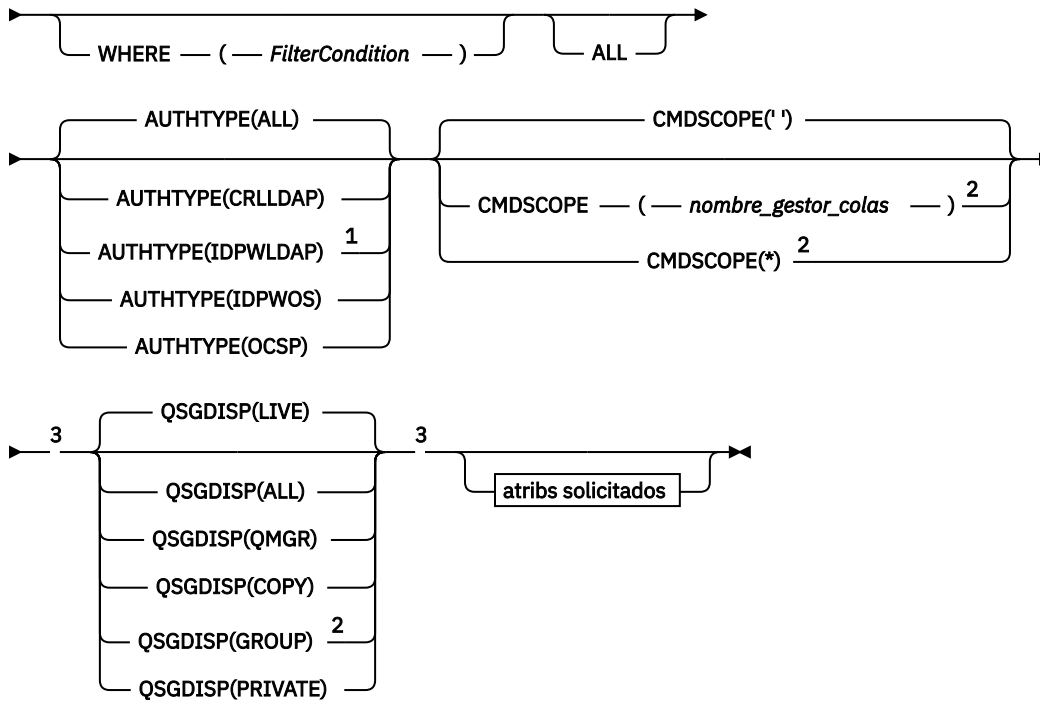 WHERE ( FilterCondition ) ALL
AUTHTYPE(ALL)
AUTHTYPE(CRLLDAP)
AUTHTYPE(IDPWLDAP) 1
AUTHTYPE(IDPWOS)
AUTHTYPE(OCSP)
CMDSCOPE(' ')
CMDSCOPE ( nombre_gestor_colas ) 2
CMDSCOPE(*) 2
3
QSGDISP(LIVE)
QSGDISP(ALL)
QSGDISP(QMGR)
QSGDISP(COPY)
QSGDISP(GROUP) 2
QSGDISP(PRIVATE)
3
atribs solicitados